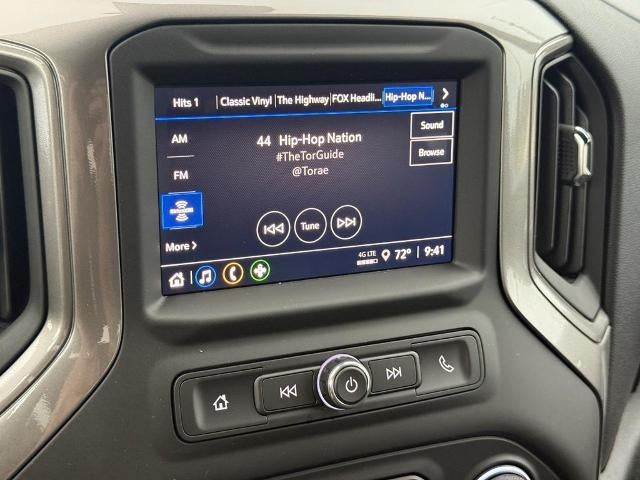 Hits 1 Classic Vinyl The Highway FOX Headli... Hip-Hop N...
AM
44 Hip-Hop Nation
Sound
#TheTorGuide
Browse
@Torae
FM
Tune
More
4G LTE
72° 9:41